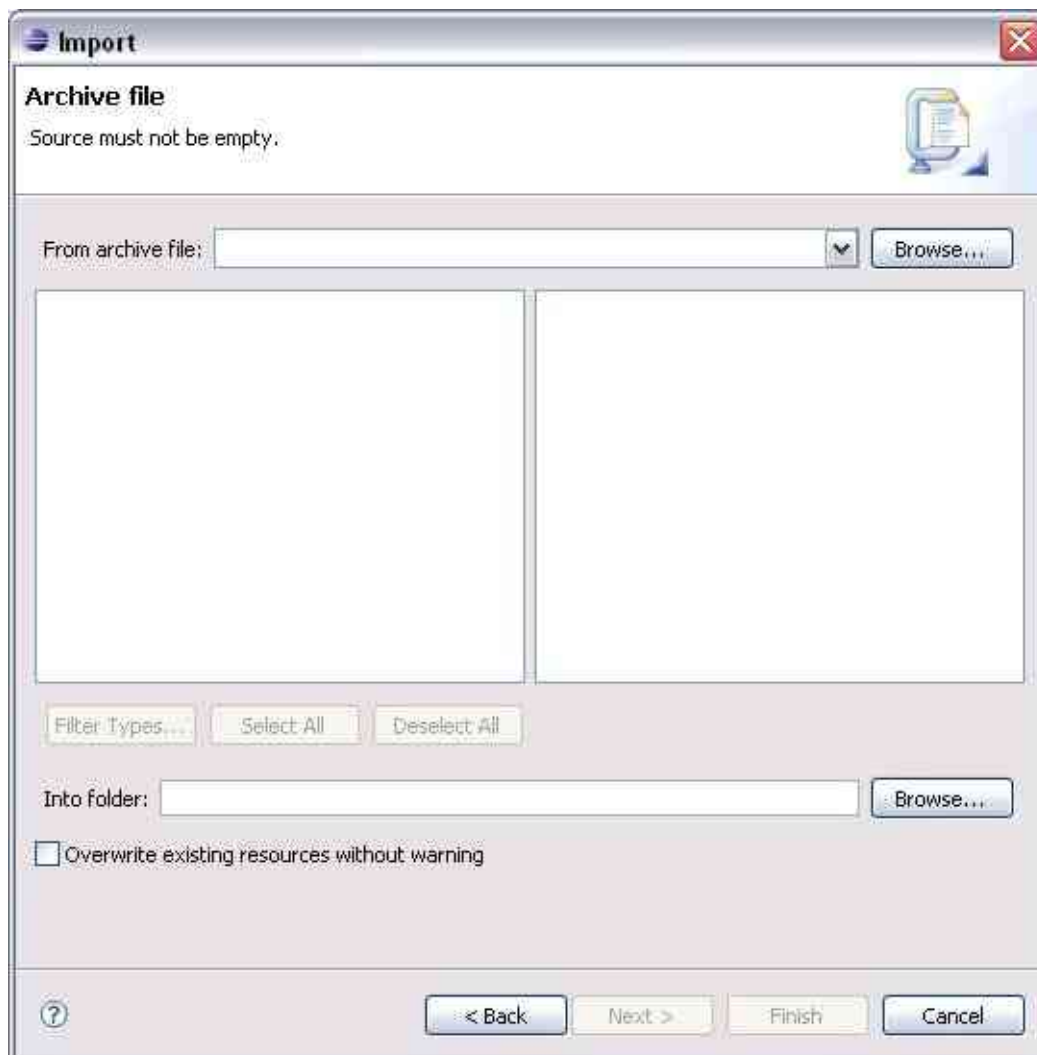 Import
Archive file
Source must not be empty.
From archive file:
Browse...
Filter Types...
Select All
Deselect All
Into folder:
Browse...
Overwrite existing resources without warning
?
< Back
Next >
Finish
Cancel